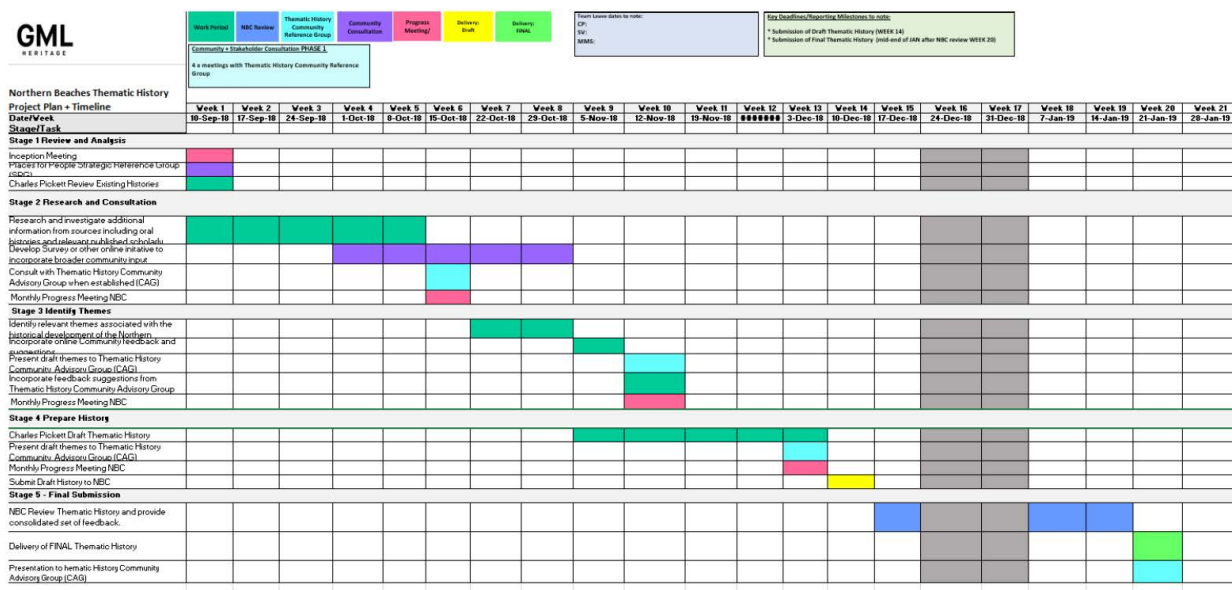 GML
HERITAGE
Work Period
NBC Review
Thematic History
Community
Reference Group
Community
Consultation
Progress
Meeting/
Delivery:
Draft
Delivery:
FINAL
Team Leave dates to note:
CP:
SV:
MMS:
Key Deadlines/Reporting Milestones to note:
* Submission of Draft Thematic History (WEEK 14)
* Submission of Final Thematic History (mid-end of JAN after NBC review WEEK 20)
Community + Stakeholder Consultation PHASE 1
4 x meetings with Thematic History Community Reference
Group
Northern Beaches Thematic History
Project Plan + Timeline
Week 1 Week 2 Week 3 Week 4 Week 5 Week 6 Week 7 Week 8 Week 9 Week 10 Week 11 Week 12 Week 13 Week 14 Week 15 Week 16 Week 17 Week 18 Week 19 Week 20 Week 21
Date/Week 10-Sep-18 17-Sep-18 24-Sep-18 1-Oct-18 8-Oct-18 15-Oct-18 22-Oct-18 29-Oct-18 5-Nov-18 12-Nov-18 19-Nov-18 ####### 3-Dec-18 10-Dec-18 17-Dec-18 24-Dec-18 31-Dec-18 7-Jan-19 14-Jan-19 21-Jan-19 28-Jan-19
Stage/Task
Stage 1 Review and Analysis
Inception Meeting
Places for People Strategic Reference Group
(SRG)
Charles Pickett Review Existing Histories
Stage 2 Research and Consultation
Research and investigate additional
information from sources including oral
histories and relevant published scholarly
Develop Survey or other online initative to
incorporate broader community input
Consult with Thematic History Community
Advisory Group when established (CAG)
Monthly Progress Meeting NBC
Stage 3 Identify Themes
Identify relevant themes associated with the
historical development of the Northern
Incorporate online Community feedback and
suggestions
Present draft themes to Thematic History
Community Advisory Group (CAG)
Incorporate feedback suggestions from
Thematic History Community Advisory Group
Monthly Progress Meeting NBC
Stage 4 Prepare History
Charles Pickett Draft Thematic History
Present draft themes to Thematic History
Community Advisory Group (CAG)
Monthly Progress Meeting NBC
Submit Draft History to NBC
Stage 5 - Final Submission
NBC Review Thematic History and provide
consolidated set of feedback.
Delivery of FINAL Thematic History
Presentation to hematic History Community
Advisory Group (CAG)